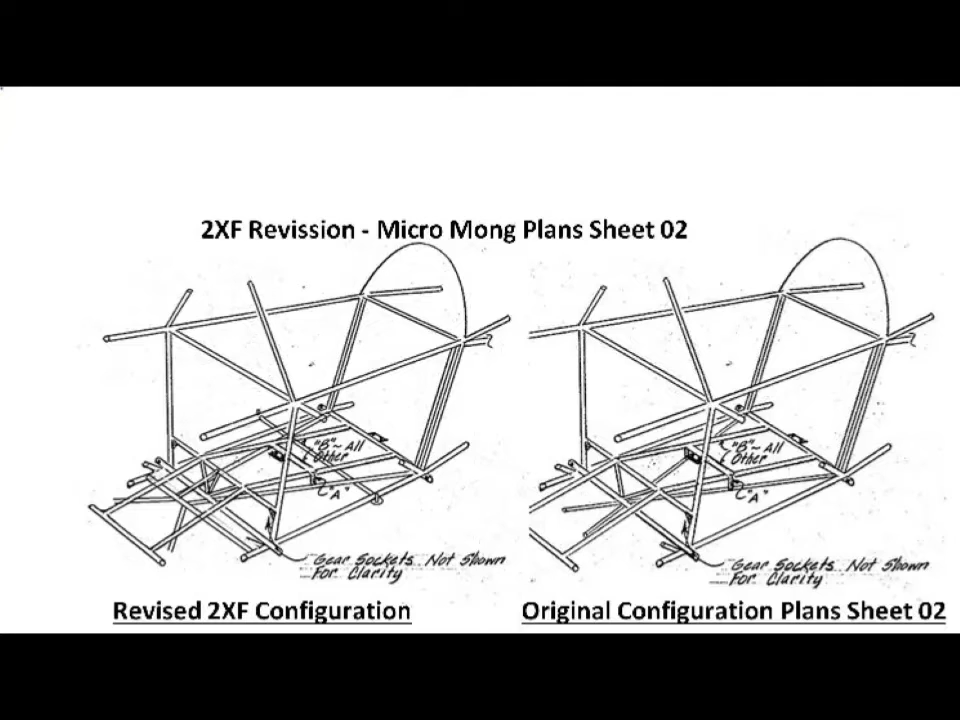 2XF Revission - Micro Mong Plans Sheet 02
"B" ~ All
Other
"A"
Gear Sockets Not Shown
For Clarity
"B" ~ All
Other
"A"
Gear Sockets Not Shown
For Clarity
Revised 2XF Configuration
Original Configuration Plans Sheet 02